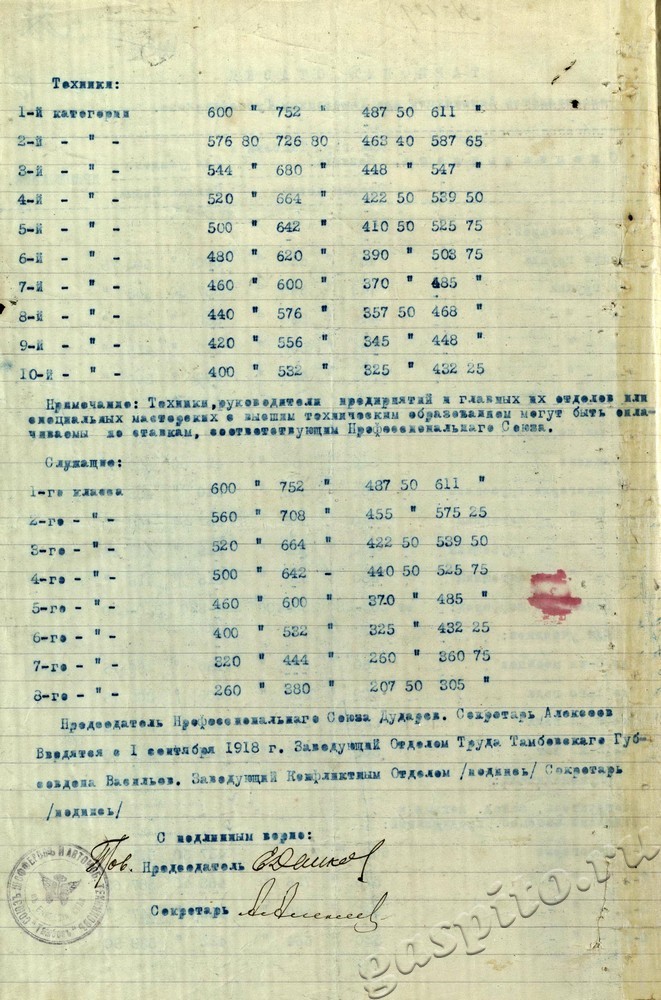 Техники:
1-й категории 600 " 752 " 487 50 611 "
2-й - " - 576 80 726 80 463 40 587 65
3-й - " - 544 " 680 " 448 " 547 "
4-й - " - 520 " 664 " 422 50 539 50
5-й - " - 500 " 642 " 410 50 525 75
6-й - " - 480 " 620 " 390 " 503 75
7-й - " - 460 " 600 " 370 " 485 "
8-й - " - 440 " 576 " 357 50 468 "
9-й - " - 420 " 556 " 345 " 448 "
10-й - " - 400 " 532 " 325 " 432 25
Примечание: Техники,руководители предприятий и главных их отделов или
специальных мастерских с высшим техническим образованием могут быть опла-
чиваемы по ставкам, соответствующим Профессиональнаго Союза.
Служащие:
1-го класса 600 " 752 " 487 50 611 "
2-го - " - 560 " 708 " 455 " 575 25
3-го - " - 520 " 664 " 422 50 539 50
4-го - " - 500 " 642 - 440 50 525 75
5-го - " - 460 " 600 " 370 " 485 "
6-го - " - 400 " 532 " 325 " 432 25
7-го - " - 320 " 444 " 260 " 360 75
8-го - " - 260 " 380 " 207 50 305 "
Председатель Профессиональнаго Союза Дударев. Секретарь Алексеев
Вводятся с 1 сентября 1918 г. Заведующий Отделом Труда Тамбовскаго Губ-
совдепа Васильев. Заведующий Конфликтным Отделом /подпись/ Секретарь
/подпись/
С подлинным верно:
Тов. Председатель
Секретарь А. Алексеев
gaspito.ru